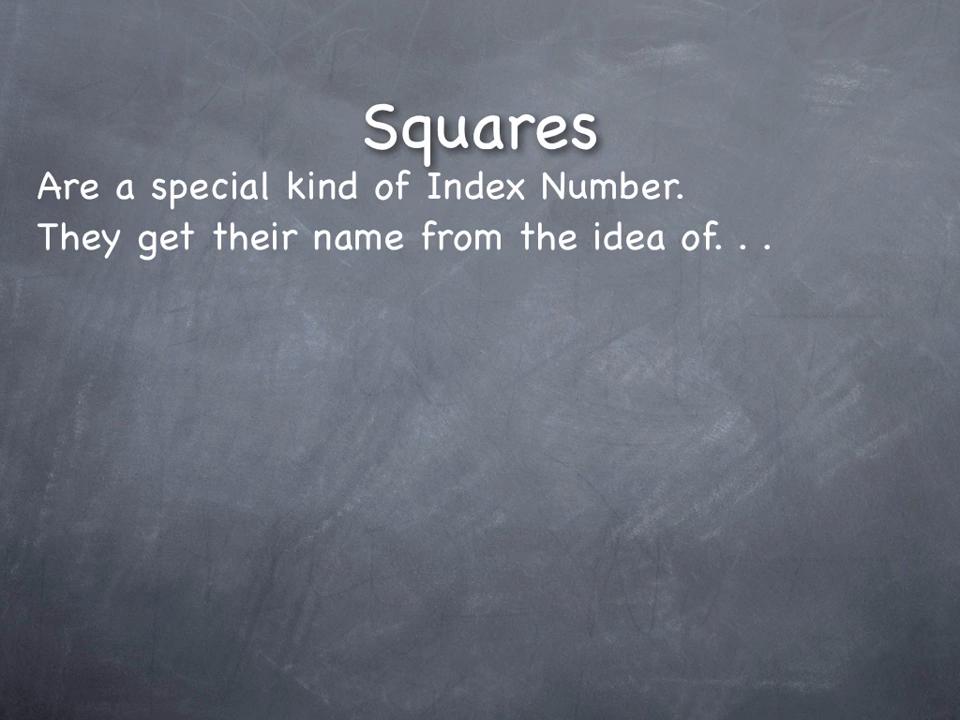 Squares
Are a special kind of Index Number.
They get their name from the idea of. . .